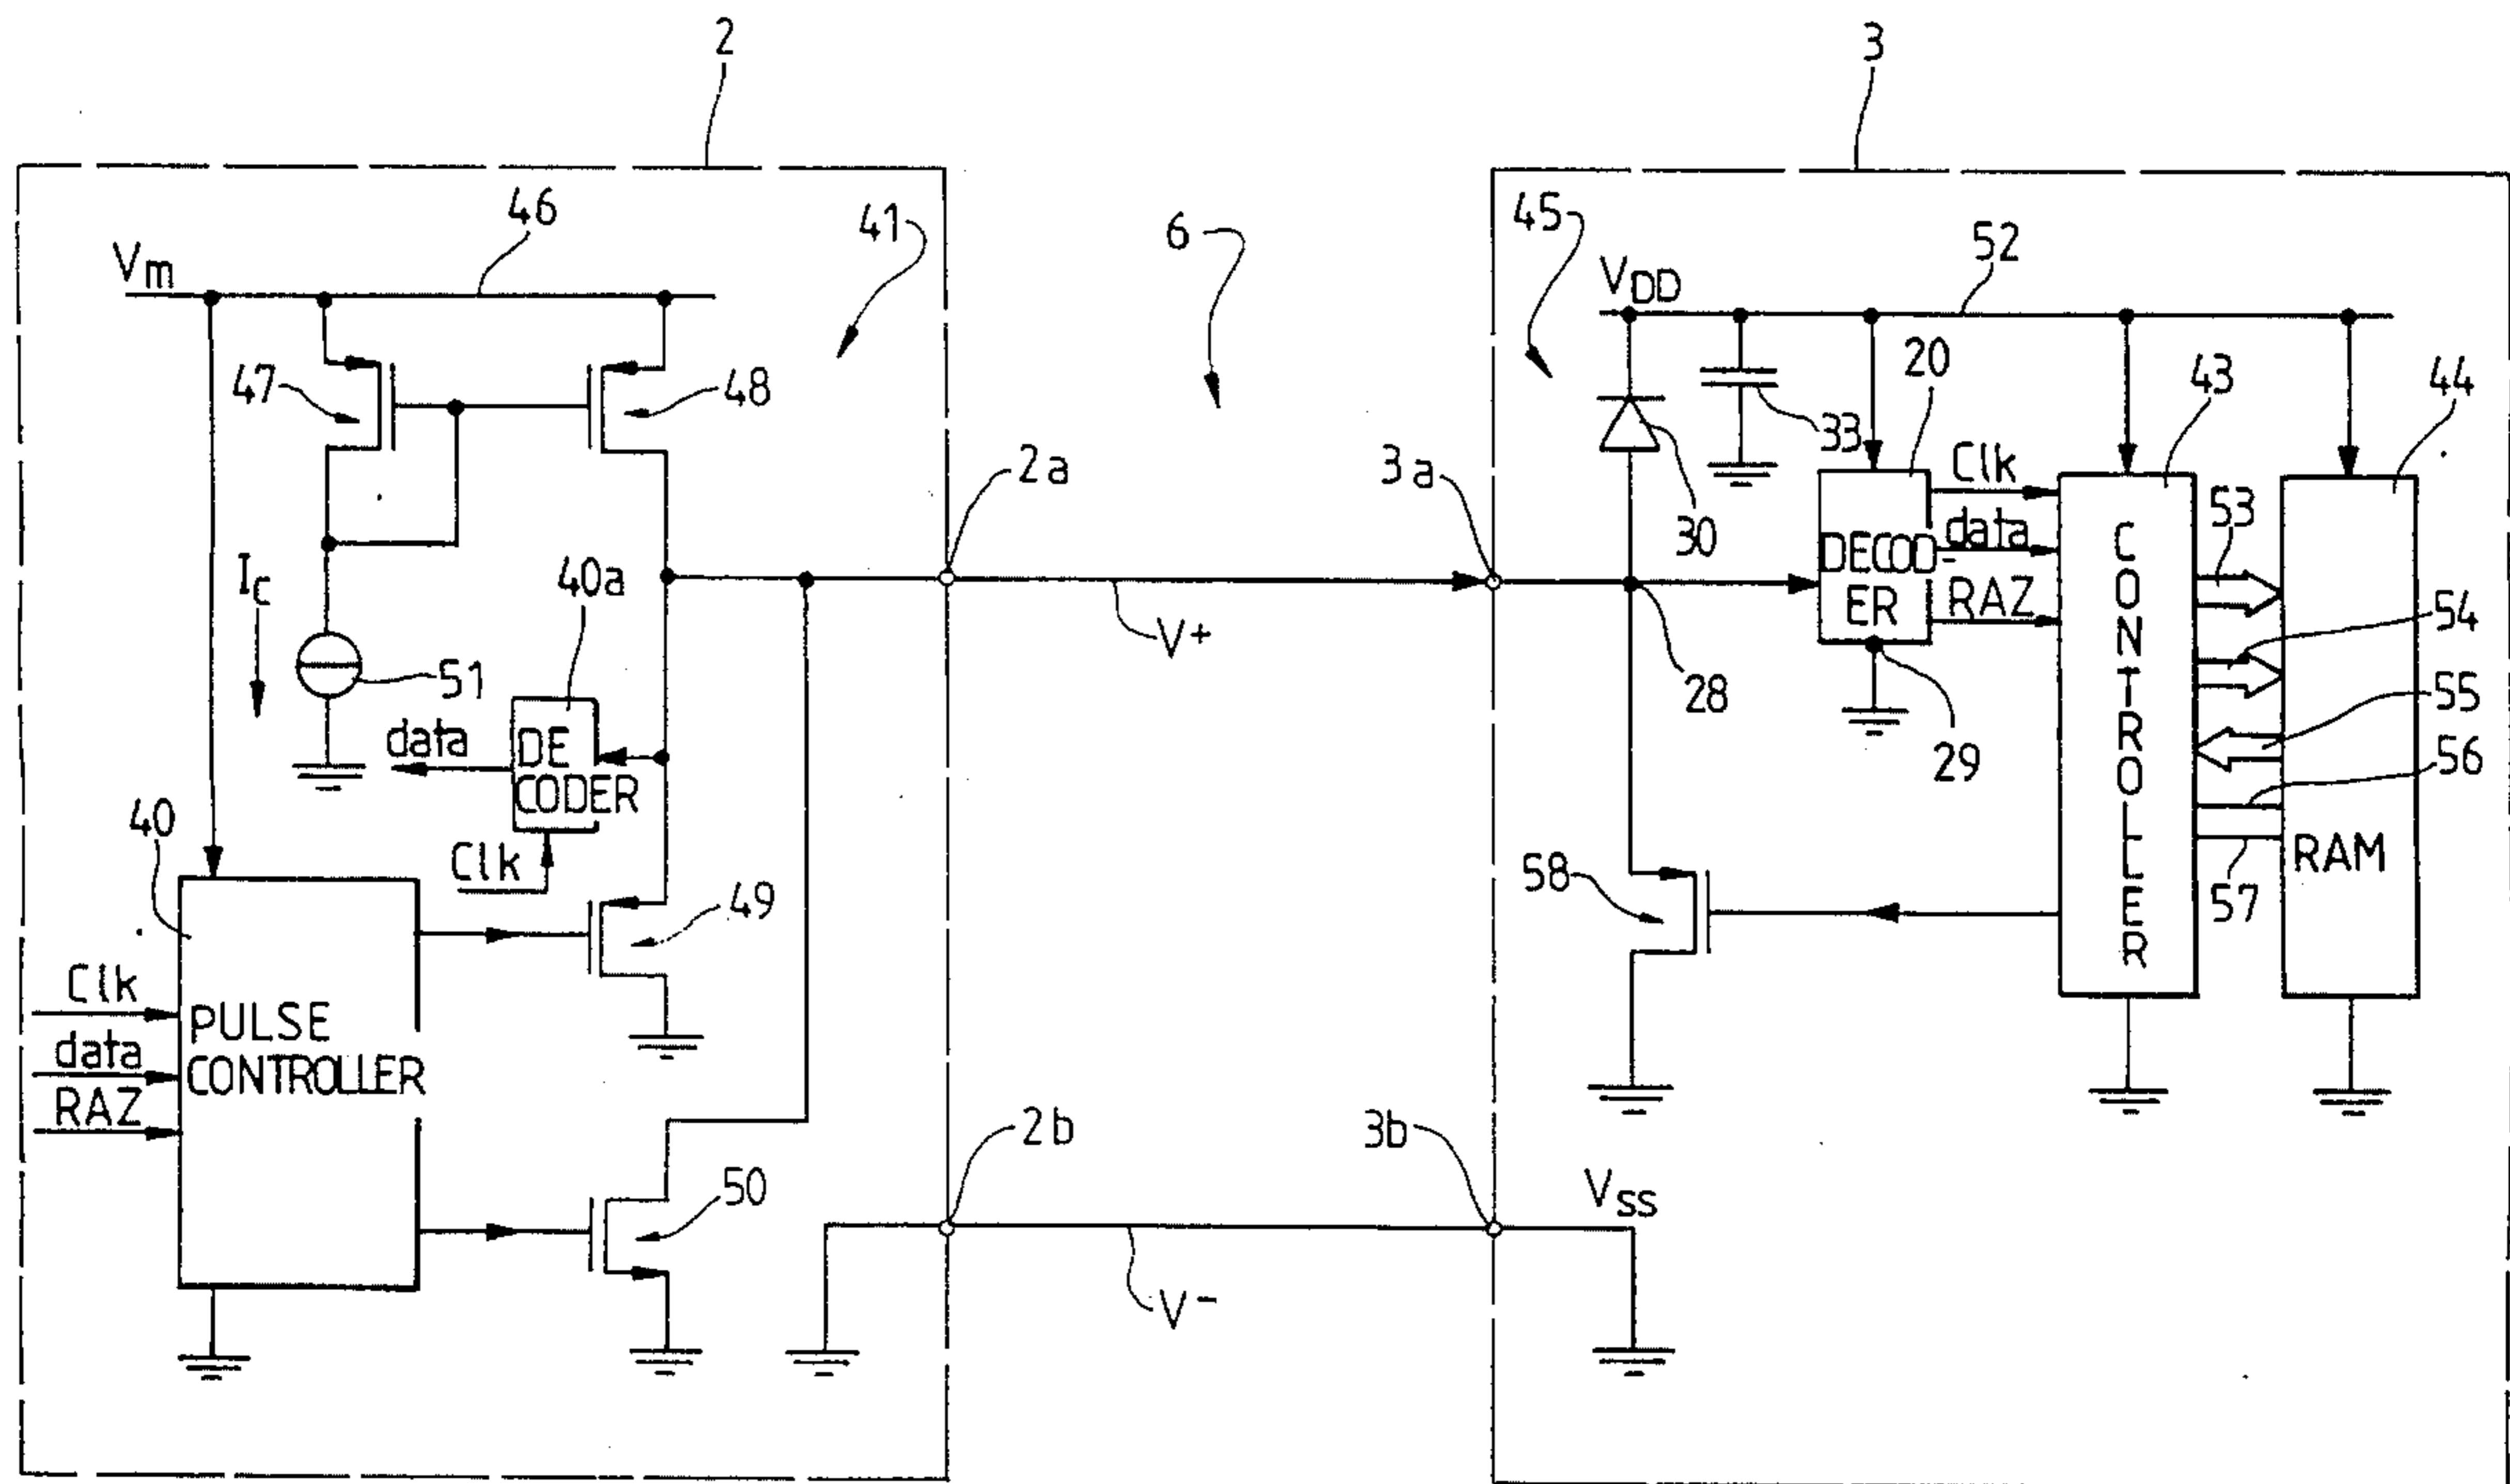 2
3
46
41
6
45
52
Vm
VDD
47
48
20
43
44
33
2a
3a
Clk
53
Ic
40a
30
data
DECOD-
ER
RAZ
54
V+
51
28
55
data
DE
CODER
29
56
CONTROLLER
40
Clk
58
RAM
49
57
Clk
PULSE
data
CONTROLLER
RAZ
2b
3b
50
VSS
V-